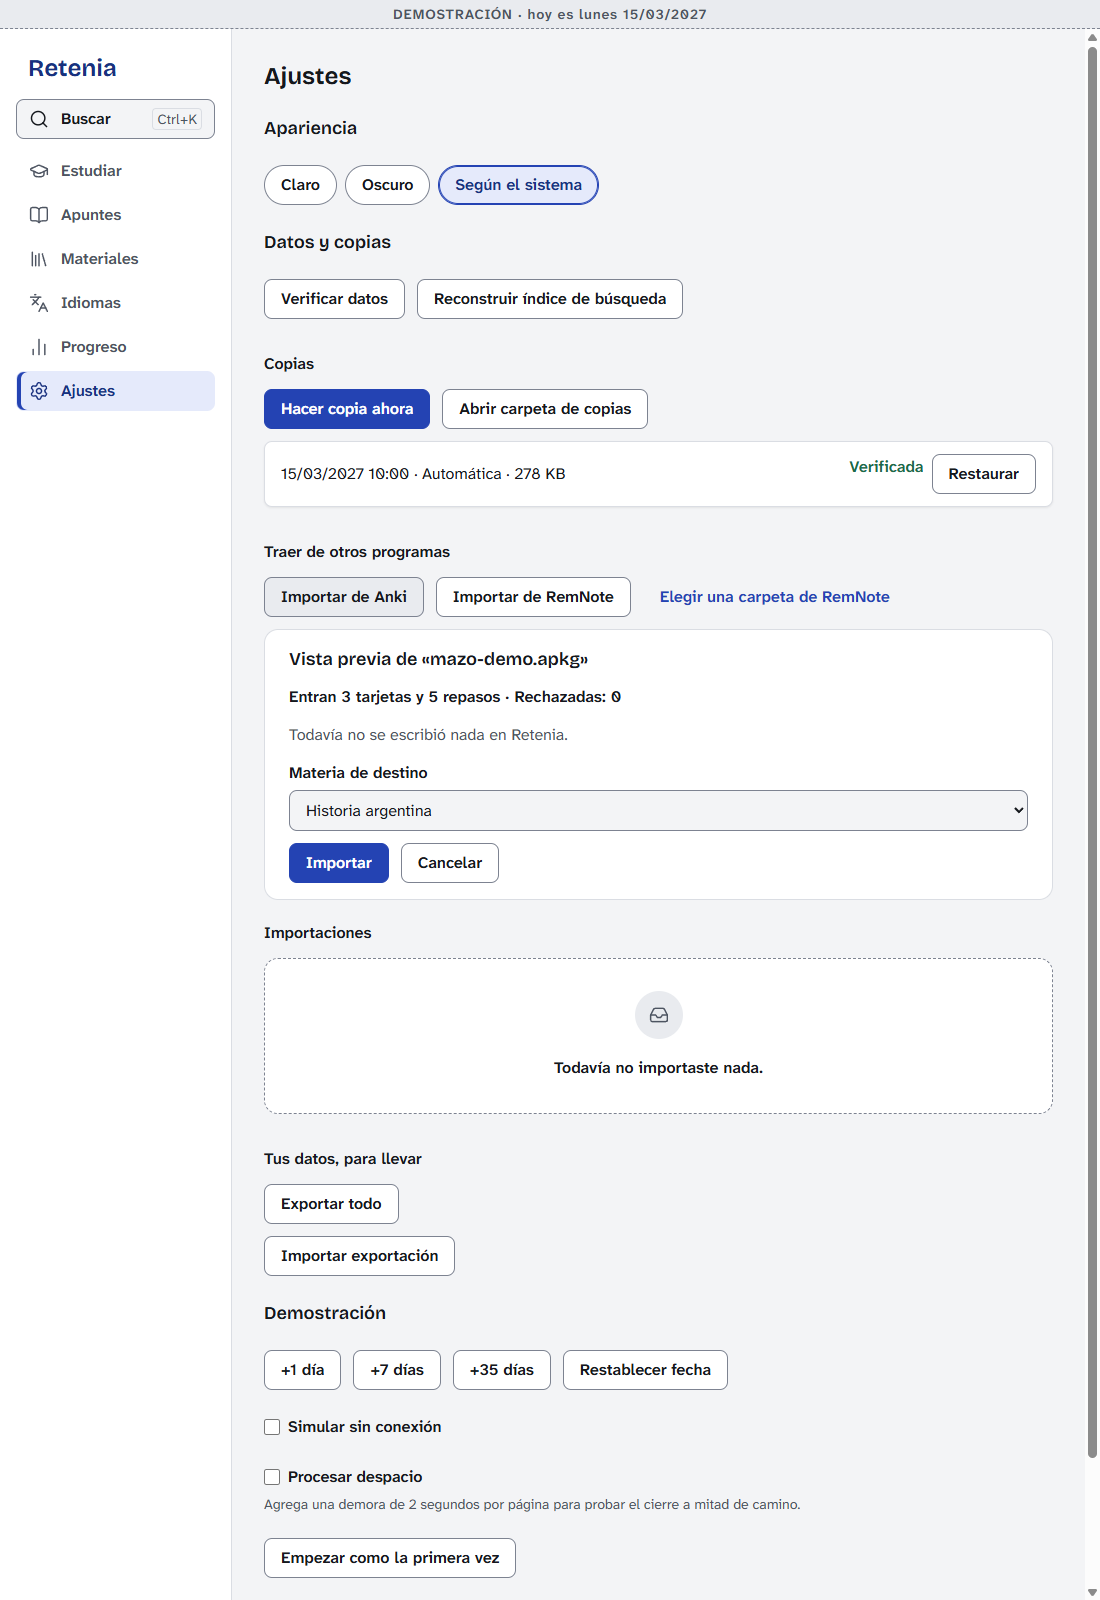 DEMOSTRACIÓN · hoy es lunes 15/03/2027
Retenia
Buscar Ctrl+K
Estudiar
Apuntes
Materiales
Idiomas
Progreso
Ajustes
Ajustes
Apariencia
Claro Oscuro Según el sistema
Datos y copias
Verificar datos Reconstruir índice de búsqueda
Copias
Hacer copia ahora Abrir carpeta de copias
15/03/2027 10:00 · Automática · 278 KB Verificada Restaurar
Traer de otros programas
Importar de Anki Importar de RemNote Elegir una carpeta de RemNote
Vista previa de «mazo-demo.apkg»
Entran 3 tarjetas y 5 repasos · Rechazadas: 0
Todavía no se escribió nada en Retenia.
Materia de destino
Historia argentina
Importar Cancelar
Importaciones
Todavía no importaste nada.
Tus datos, para llevar
Exportar todo
Importar exportación
Demostración
+1 día +7 días +35 días Restablecer fecha
Simular sin conexión
Procesar despacio
Agrega una demora de 2 segundos por página para probar el cierre a mitad de camino.
Empezar como la primera vez